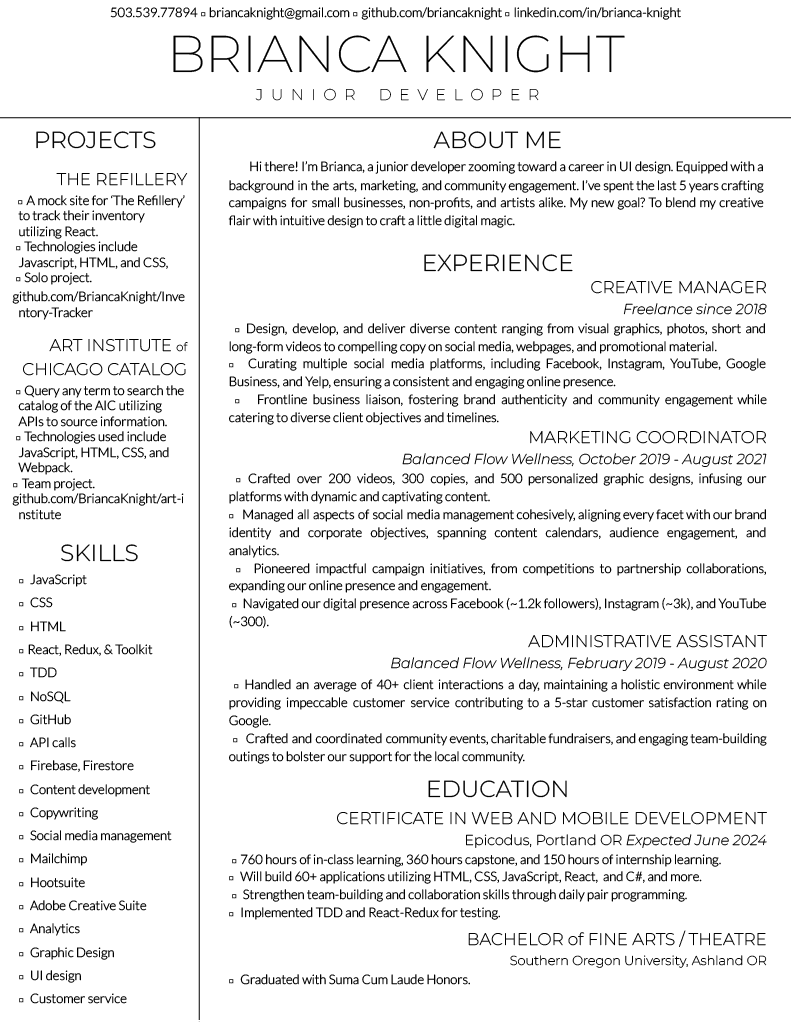 503.539.77894 ▫ briancaknight@gmail.com ▫ github.com/briancaknight ▫ linkedin.com/in/brianca-knight
BRIANCA KNIGHT
JUNIOR DEVELOPER
PROJECTS
THE REFILLERY
▫ A mock site for 'The Refillery'
to track their inventory
utilizing React.
▫ Technologies include
Javascript, HTML, and CSS,
▫ Solo project.
github.com/BriancaKnight/Inve
ntory-Tracker
ART INSTITUTE of
CHICAGO CATALOG
▫ Query any term to search the
catalog of the AIC utilizing
APIs to source information.
▫ Technologies used include
JavaScript, HTML, CSS, and
Webpack.
▫ Team project.
github.com/BriancaKnight/art-i
nstitute
SKILLS
▫ JavaScript
▫ CSS
▫ HTML
▫ React, Redux, & Toolkit
▫ TDD
▫ NoSQL
▫ GitHub
▫ API calls
▫ Firebase, Firestore
▫ Content development
▫ Copywriting
▫ Social media management
▫ Mailchimp
▫ Hootsuite
▫ Adobe Creative Suite
▫ Analytics
▫ Graphic Design
▫ UI design
▫ Customer service
ABOUT ME
Hi there! I'm Brianca, a junior developer zooming toward a career in UI design. Equipped with a
background in the arts, marketing, and community engagement. I've spent the last 5 years crafting
campaigns for small businesses, non-profits, and artists alike. My new goal? To blend my creative
flair with intuitive design to craft a little digital magic.
EXPERIENCE
CREATIVE MANAGER
Freelance since 2018
▫ Design, develop, and deliver diverse content ranging from visual graphics, photos, short and
long-form videos to compelling copy on social media, webpages, and promotional material.
▫ Curating multiple social media platforms, including Facebook, Instagram, YouTube, Google
Business, and Yelp, ensuring a consistent and engaging online presence.
▫ Frontline business liaison, fostering brand authenticity and community engagement while
catering to diverse client objectives and timelines.
MARKETING COORDINATOR
Balanced Flow Wellness, October 2019 - August 2021
▫ Crafted over 200 videos, 300 copies, and 500 personalized graphic designs, infusing our
platforms with dynamic and captivating content.
▫ Managed all aspects of social media management cohesively, aligning every facet with our brand
identity and corporate objectives, spanning content calendars, audience engagement, and
analytics.
▫ Pioneered impactful campaign initiatives, from competitions to partnership collaborations,
expanding our online presence and engagement.
▫ Navigated our digital presence across Facebook (~1.2k followers), Instagram (~3k), and YouTube
(~300).
ADMINISTRATIVE ASSISTANT
Balanced Flow Wellness, February 2019 - August 2020
▫ Handled an average of 40+ client interactions a day, maintaining a holistic environment while
providing impeccable customer service contributing to a 5-star customer satisfaction rating on
Google.
▫ Crafted and coordinated community events, charitable fundraisers, and engaging team-building
outings to bolster our support for the local community.
EDUCATION
CERTIFICATE IN WEB AND MOBILE DEVELOPMENT
Epicodus, Portland OR Expected June 2024
▫ 760 hours of in-class learning, 360 hours capstone, and 150 hours of internship learning.
▫ Will build 60+ applications utilizing HTML, CSS, JavaScript, React, and C#, and more.
▫ Strengthen team-building and collaboration skills through daily pair programming.
▫ Implemented TDD and React-Redux for testing.
BACHELOR of FINE ARTS / THEATRE
Southern Oregon University, Ashland OR
▫ Graduated with Suma Cum Laude Honors.